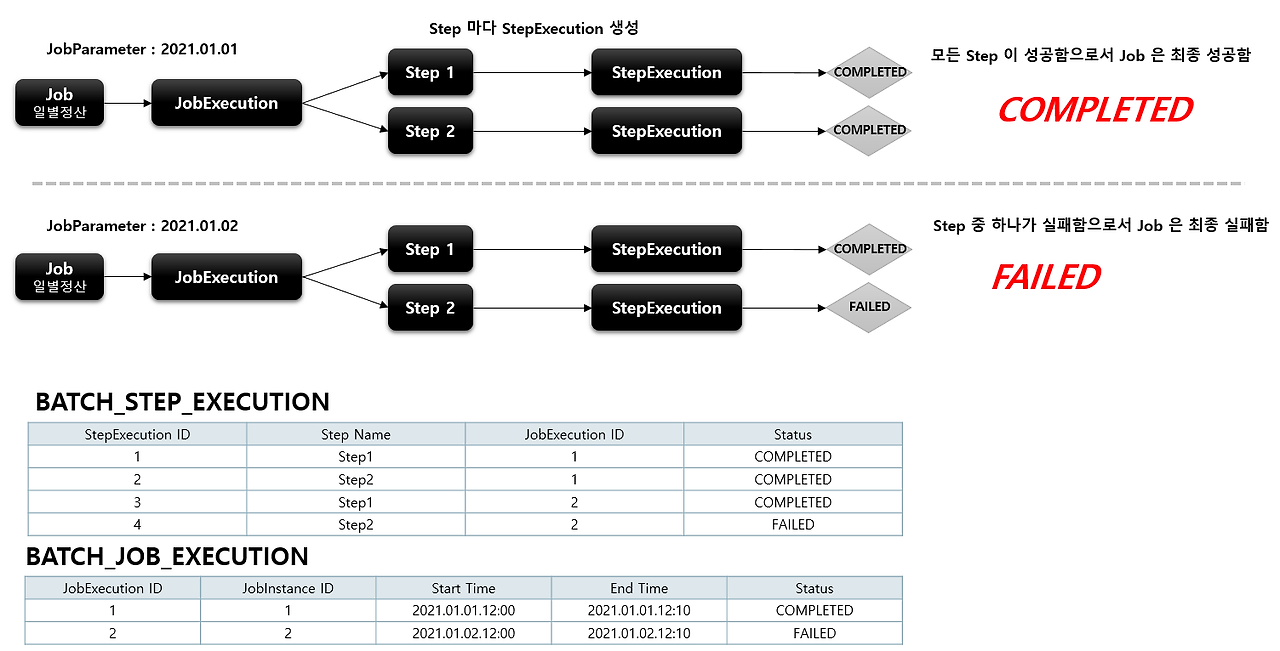 Step 마다 StepExecution 생성
JobParameter : 2021.01.01
Job
일별정산
JobExecution
Step 1
StepExecution
COMPLETED
Step 2
StepExecution
COMPLETED
모든 Step 이 성공함으로서 Job 은 최종 성공함
COMPLETED
JobParameter : 2021.01.02
Job
일별정산
JobExecution
Step 1
StepExecution
COMPLETED
Step 2
StepExecution
FAILED
Step 중 하나가 실패함으로서 Job 은 최종 실패함
FAILED
BATCH_STEP_EXECUTION
StepExecution ID Step Name JobExecution ID Status
1 Step1 1 COMPLETED
2 Step2 1 COMPLETED
3 Step1 2 COMPLETED
4 Step2 2 FAILED
BATCH_JOB_EXECUTION
JobExecution ID JobInstance ID Start Time End Time Status
1 1 2021.01.01.12:00 2021.01.01.12:10 COMPLETED
2 2 2021.01.02.12:00 2021.01.02.12:10 FAILED